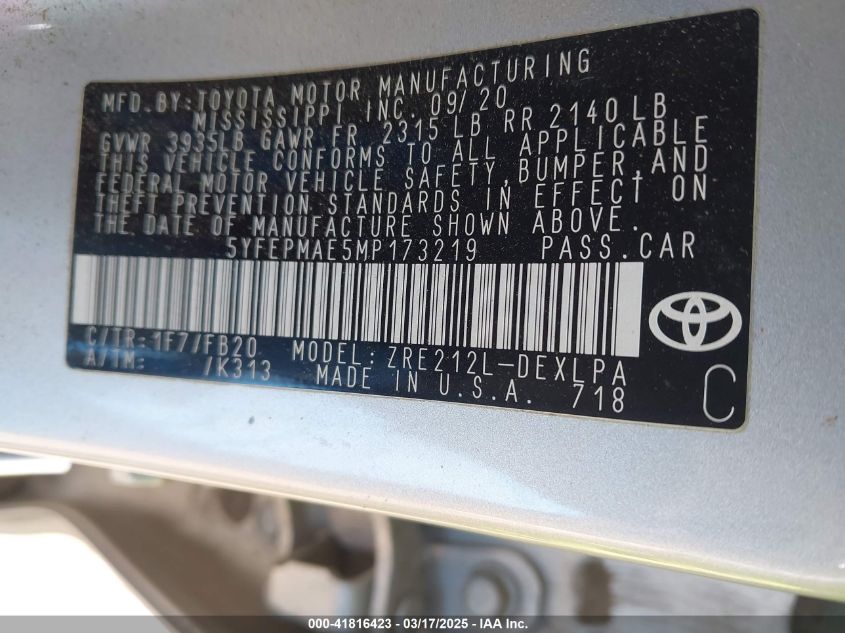 MFD. BY: TOYOTA MOTOR MANUFACTURING
MISSISSIPPI INC. 09/20
GVWR 3935LB GAWR FR 2315 LB RR 2140 LB
THIS VEHICLE CONFORMS TO ALL APPLICABLE
FEDERAL MOTOR VEHICLE SAFETY, BUMPER, AND
THEFT PREVENTION STANDARDS IN EFFECT ON
THE DATE OF MANUFACTURE SHOWN ABOVE.
5YFEPMAE5MP173219 PASS. CAR
C/TR: 1F7/FB20 MODEL: ZRE212L-DEXLPA
A/TM: /K313 MADE IN U.S.A. 718
C
000-41816423 - 03/17/2025 - © IAA, Inc.